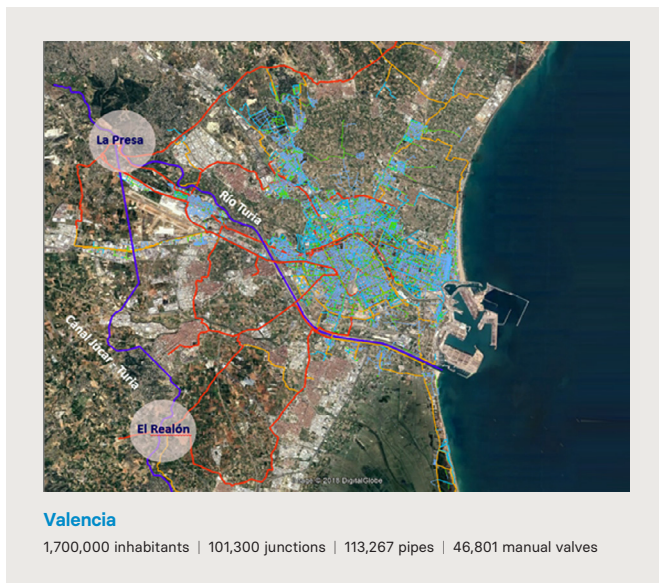 La Presa
Río Turia
Canal Júcar - Turia
El Realón
© 2018 DigitalGlobe
Valencia
1,700,000 inhabitants | 101,300 junctions | 113,267 pipes | 46,801 manual valves